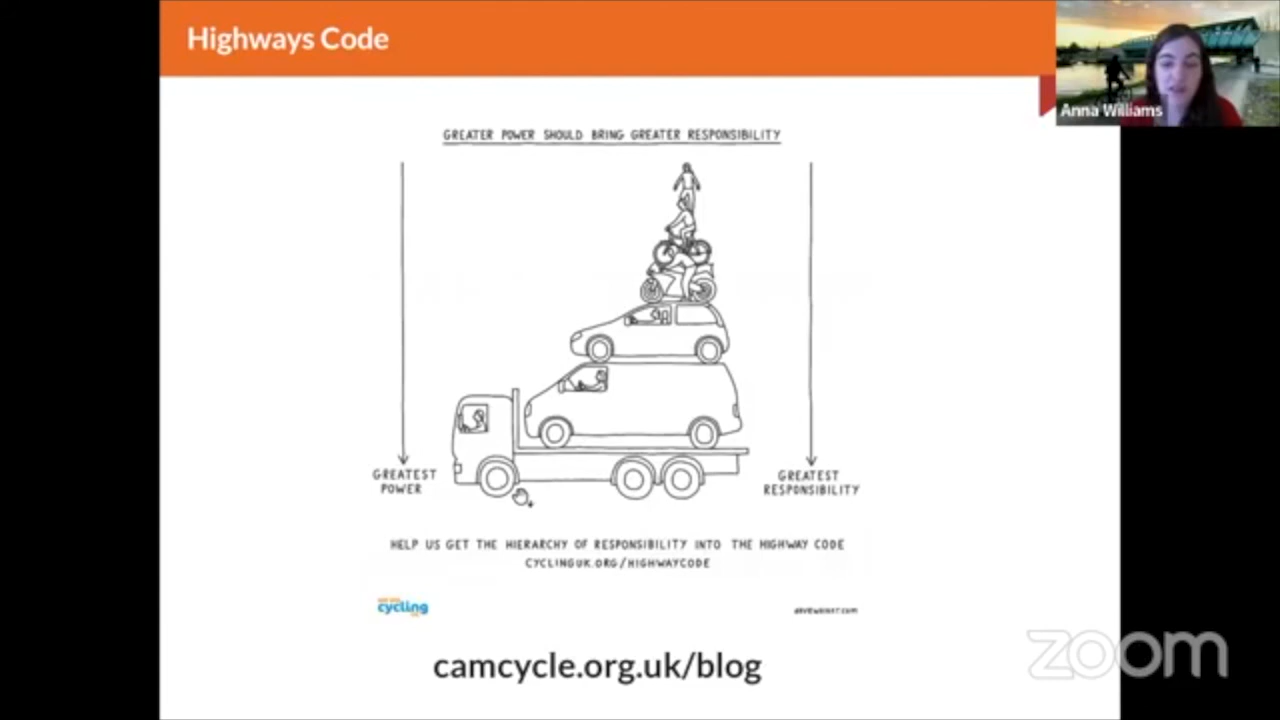 Highways Code
Anna Williams
GREATER POWER SHOULD BRING GREATER RESPONSIBILITY
GREATEST
POWER
GREATEST
RESPONSIBILITY
HELP US GET THE HIERARCHY OF RESPONSIBILITY INTO THE HIGHWAY CODE
CYCLINGUK.ORG/HIGHWAYCODE
cycling
camcycle.org.uk/blog
zoom